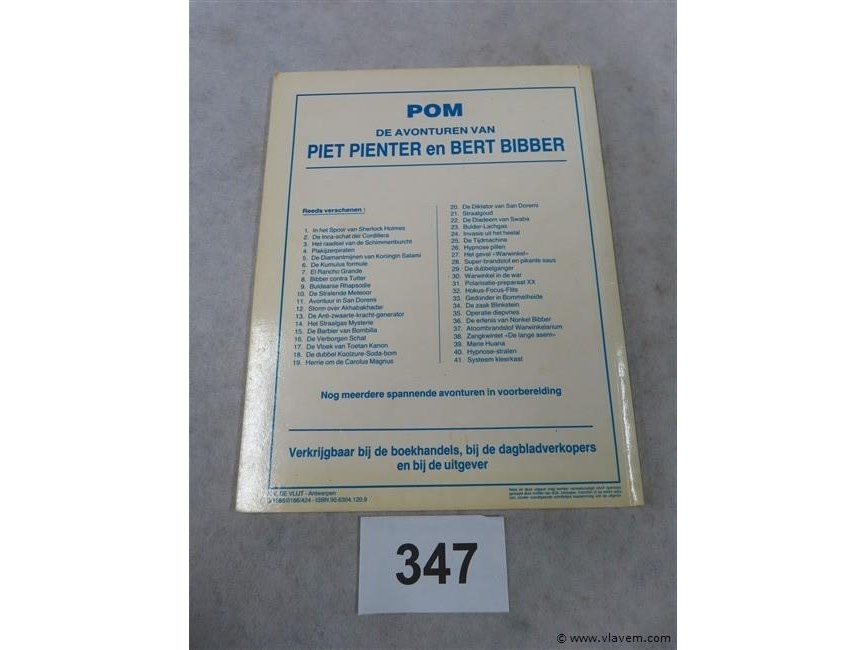 POM
DE AVONTUREN VAN
PIET PIENTER en BERT BIBBER
Reeds verschenen :
1. In het Spoor van Sherlock Holmes
2. De Inca-schat der Cordillera
3. Het raadsel van de Schimmenburcht
4. Plakijzerpiraten
5. De Diamantmijnen van Koningin Salami
6. De Kumulus formule
7. El Rancho Grande
8. Bibber contra Tutter
9. Buldaarse Rhapsodie
10. De Stralende Meteoor
11. Avontuur in San Dorens
12. Storm over Akhabakhadar
13. De Anti-zwaarte-kracht-generator
14. Het Straalgas Mysterie
15. De Barbier van Bombilla
16. De Verborgen Schat
17. De Vloek van Toetan Kanon
18. De dubbel Koolzure-Soda-bom
19. Herrie om de Carolus Magnus
20. De Diktator van San Dorens
21. Straalgoud
22. De Diadeem van Swaba
23. Bulder-Lachgas
24. Invasie uit het heelal
25. De Tijdmachine
26. Hypnose pillen
27. Het geval «Warwinkel»
28. Super-brandstof en pikante saus
29. De dubbelganger
30. Warwinkel in de war
31. Polarisatie-preparaat XX
32. Hokus-Focus-Flits
33. Gedonder in Bommelheide
34. De zaak Blinkstein
35. Operatie diepvries
36. De erfenis van Nonkel Bibber
37. Atoombrandstof Warwinkelarium
38. Zangkwintet «De lange asem»
39. Marie Huana
40. Hypnose-stralen
41. Systeem kleerkast
Nog meerdere spannende avonturen in voorbereiding
Verkrijgbaar bij de boekhandels, bij de dagbladverkopers
en bij de uitgever
DE VLIJT - Antwerpen
ISBN 90.6304.120.9
347
© www.vlavem.com